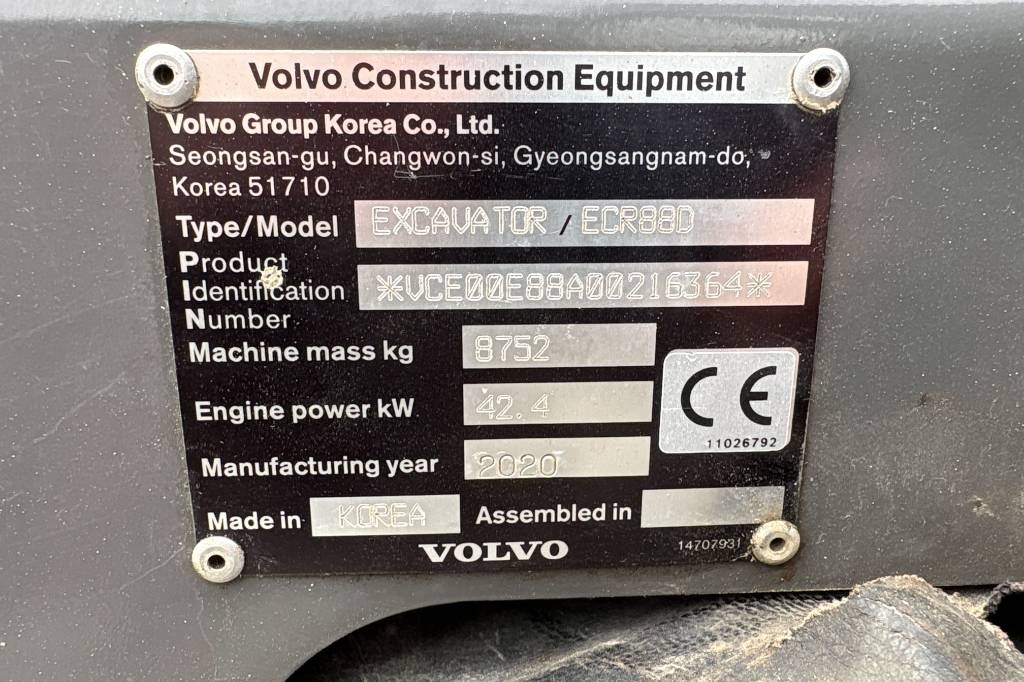 Volvo Construction Equipment
Volvo Group Korea Co., Ltd.
Seongsan-gu, Changwon-si, Gyeongsangnam-do,
Korea 51710
Type/Model EXCAVATOR / ECR88D
Product
Identification *VCE00E88A00216364*
Number
Machine mass kg 8752
Engine power kW 42.4
Manufacturing year 2020
CE
11026792
Made in KOREA Assembled in
VOLVO
14707931